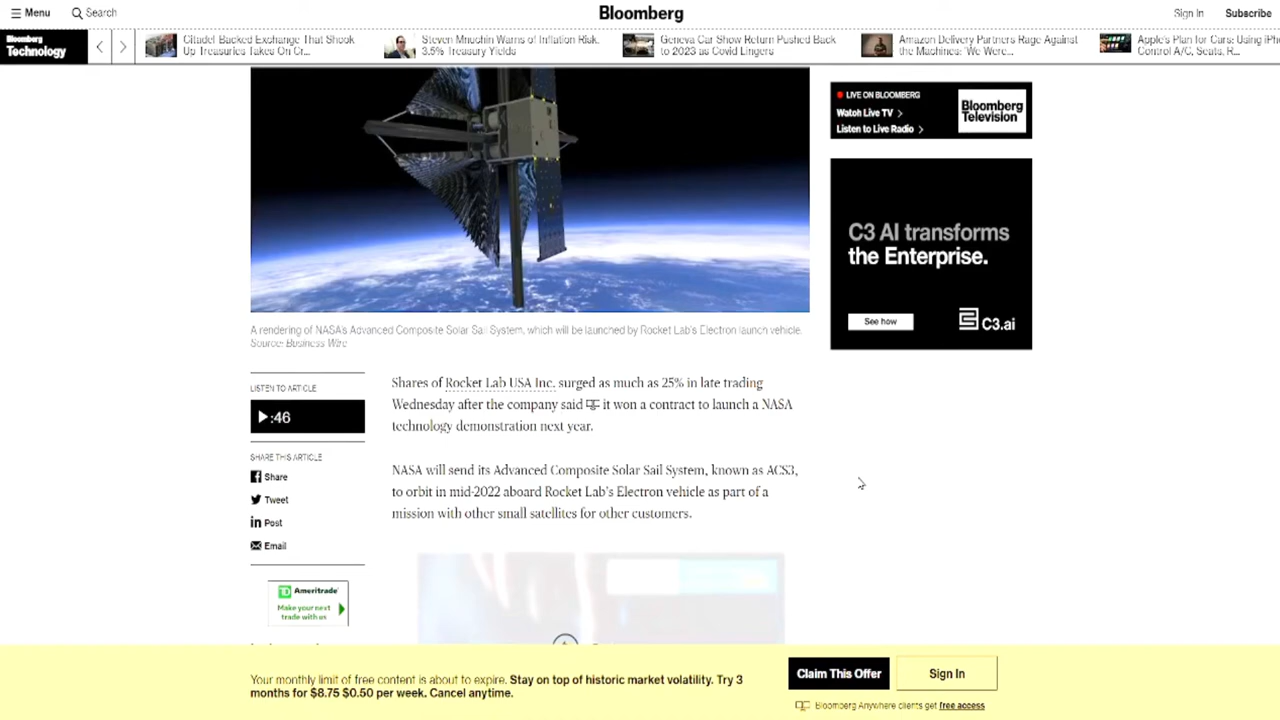 Menu
Search
Bloomberg
Sign In
Subscribe
Bloomberg
Technology
Citadel Backed Exchange That Shook
Up Treasuries Takes On Cr...
Steven Mnuchin Warns of Inflation Risk,
3.5% Treasury Yields
Geneva Car Show Return Pushed Back
to 2023 as Covid Lingers
Amazon Delivery Partners Rage Against
the Machines: 'We Were...
Apple's Plan for Cars: Using iPh
Control A/C, Seats, R...
LIVE ON BLOOMBERG
Watch Live TV >
Listen to Live Radio >
Bloomberg
Television
C3 AI transforms
the Enterprise.
See how
C3.ai
A rendering of NASA's Advanced Composite Solar Sail System, which will be launched by Rocket Lab's Electron launch vehicle.
Source: Business Wire
LISTEN TO ARTICLE
:46
SHARE THIS ARTICLE
Share
Tweet
Post
Email
Shares of Rocket Lab USA Inc. surged as much as 25% in late trading
Wednesday after the company said it won a contract to launch a NASA
technology demonstration next year.
NASA will send its Advanced Composite Solar Sail System, known as ACS3,
to orbit in mid-2022 aboard Rocket Lab's Electron vehicle as part of a
mission with other small satellites for other customers.
TD Ameritrade
Make your next
trade with us
Your monthly limit of free content is about to expire. Stay on top of historic market volatility. Try 3
months for $8.75 $0.50 per week. Cancel anytime.
Claim This Offer
Sign In
Bloomberg Anywhere clients get free access